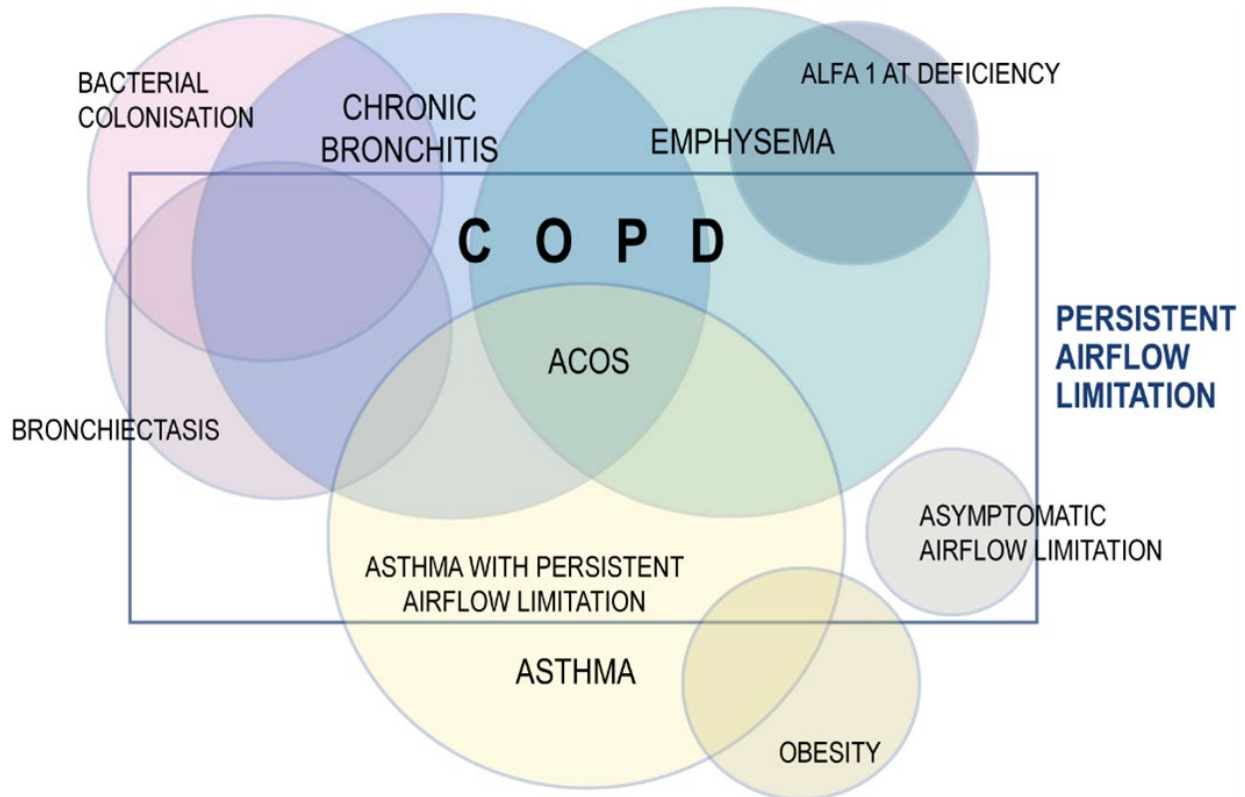 BACTERIAL
COLONISATION
CHRONIC
BRONCHITIS
EMPHYSEMA
ALFA 1 AT DEFICIENCY
C O P D
ACOS
PERSISTENT
AIRFLOW
LIMITATION
BRONCHIECTASIS
ASYMPTOMATIC
AIRFLOW LIMITATION
ASTHMA WITH PERSISTENT
AIRFLOW LIMITATION
ASTHMA
OBESITY